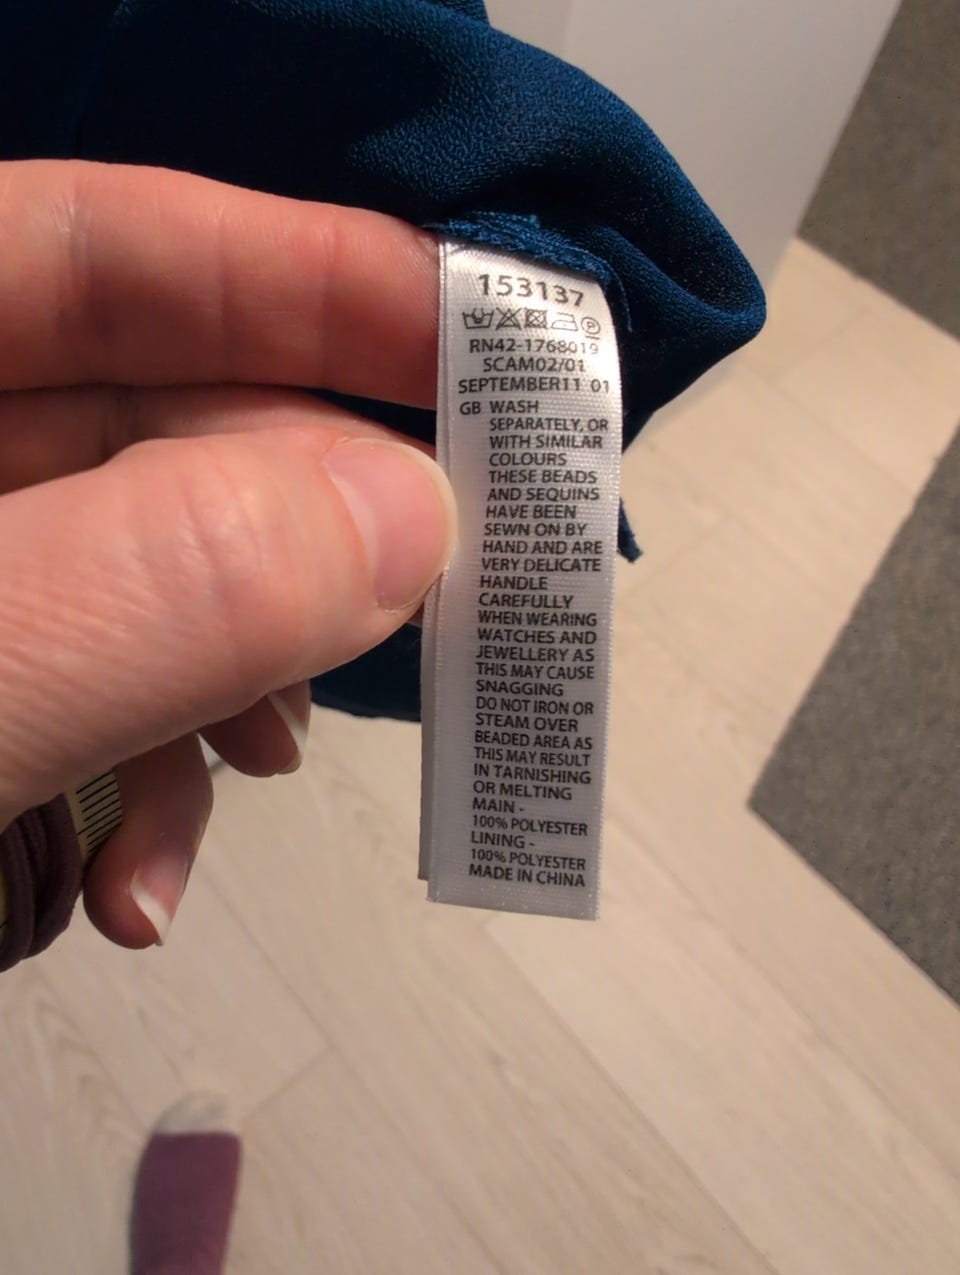 153137
P
RN42-1768019
SCAM02/01
SEPTEMBER11 01
GB WASH
SEPARATELY, OR
WITH SIMILAR
COLOURS
THESE BEADS
AND SEQUINS
HAVE BEEN
SEWN ON BY
HAND AND ARE
VERY DELICATE
HANDLE
CAREFULLY
WHEN WEARING
WATCHES AND
JEWELLERY AS
THIS MAY CAUSE
SNAGGING
DO NOT IRON OR
STEAM OVER
BEADED AREA AS
THIS MAY RESULT
IN TARNISHING
OR MELTING
MAIN -
100% POLYESTER
LINING -
100% POLYESTER
MADE IN CHINA